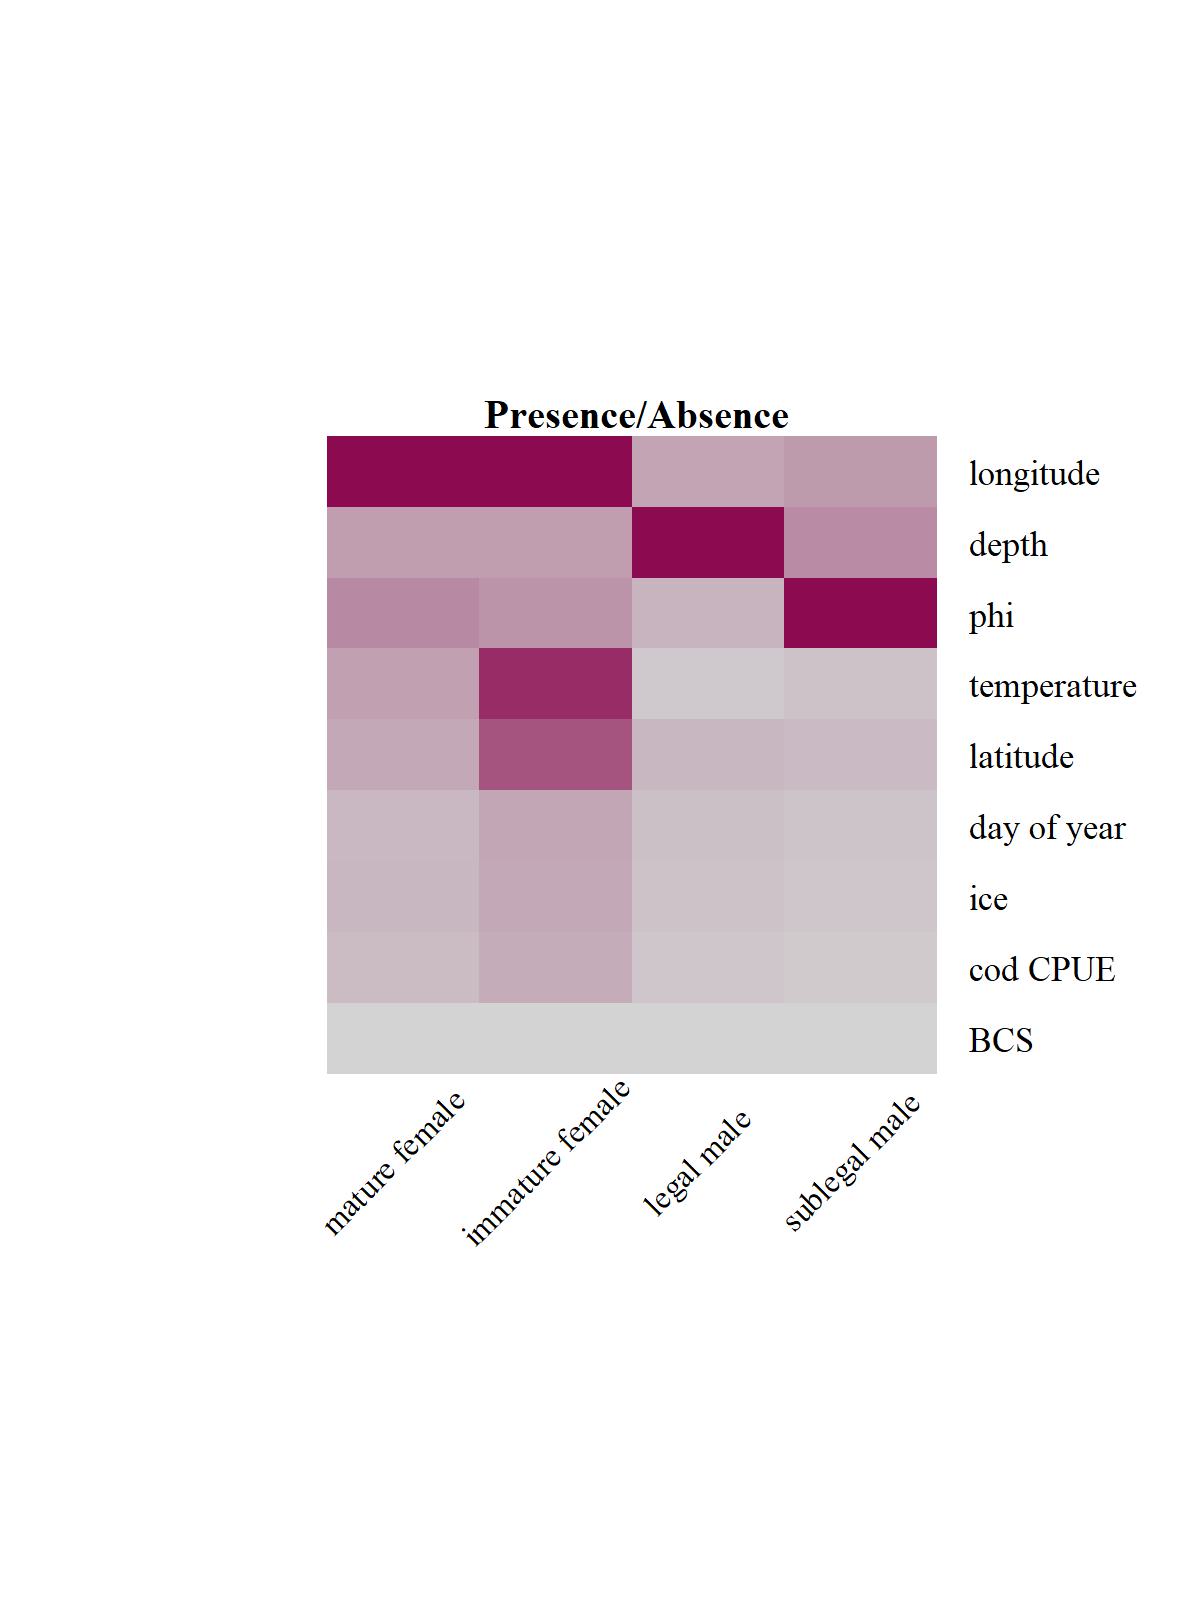 Presence/Absence
longitude
depth
phi
temperature
latitude
day of year
ice
cod CPUE
BCS
mature female
immature female
legal male
sublegal male